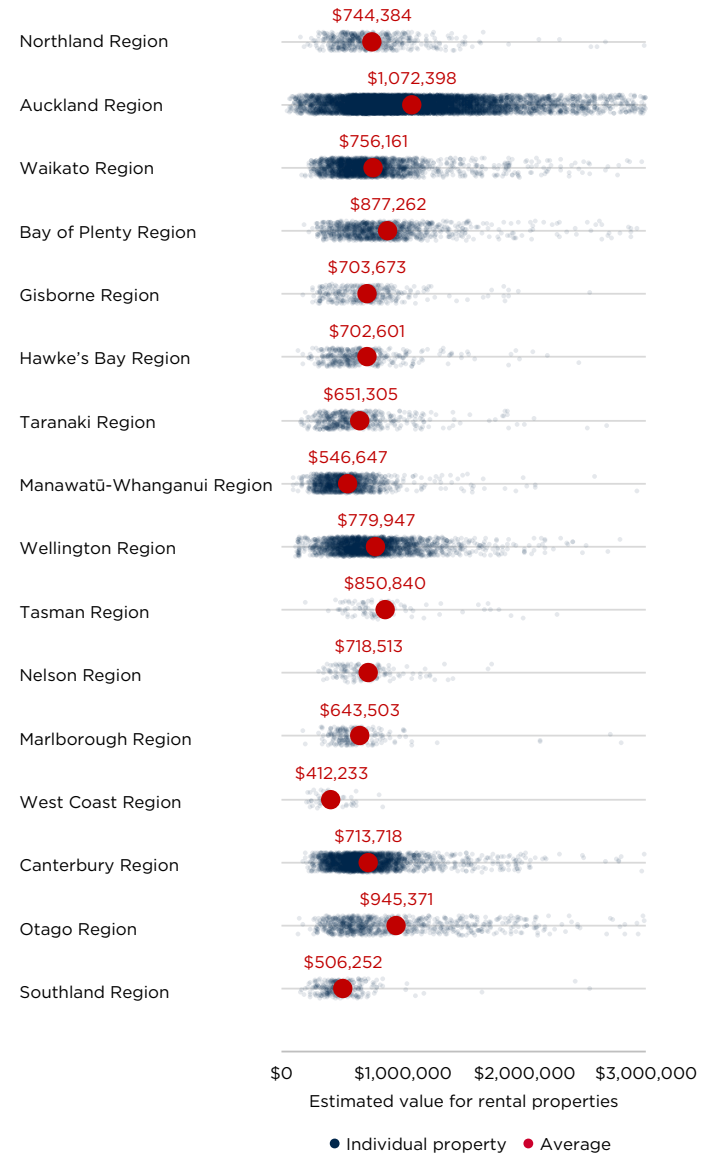 $744,384
Northland Region
$1,072,398
Auckland Region
$756,161
Waikato Region
$877,262
Bay of Plenty Region
$703,673
Gisborne Region
$702,601
Hawke’s Bay Region
$651,305
Taranaki Region
$546,647
Manawatū-Whanganui Region
$779,947
Wellington Region
$850,840
Tasman Region
$718,513
Nelson Region
$643,503
Marlborough Region
$412,233
West Coast Region
$713,718
Canterbury Region
$945,371
Otago Region
$506,252
Southland Region
$0 $1,000,000 $2,000,000 $3,000,000
Estimated value for rental properties
Individual property Average